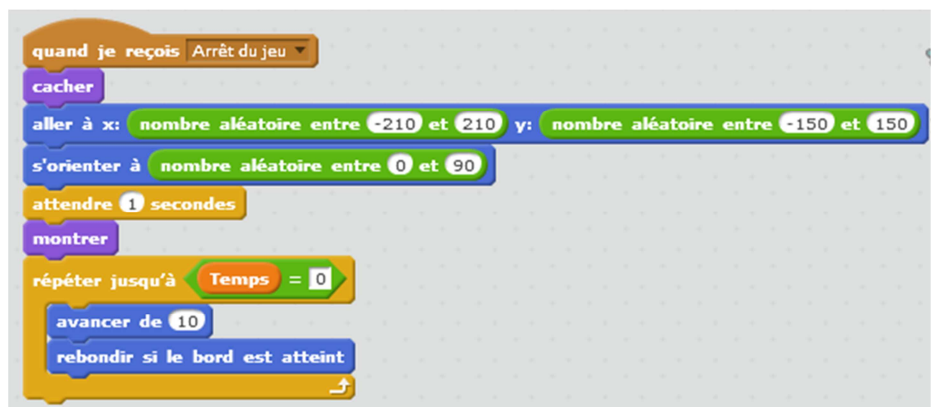 quand je reçois Arrêt du jeu
cacher
aller à x: nombre aléatoire entre -210 et 210 y: nombre aléatoire entre -150 et 150
s'orienter à nombre aléatoire entre 0 et 90
attendre 1 secondes
montrer
répéter jusqu'à Temps = 0
avancer de 10
rebondir si le bord est atteint